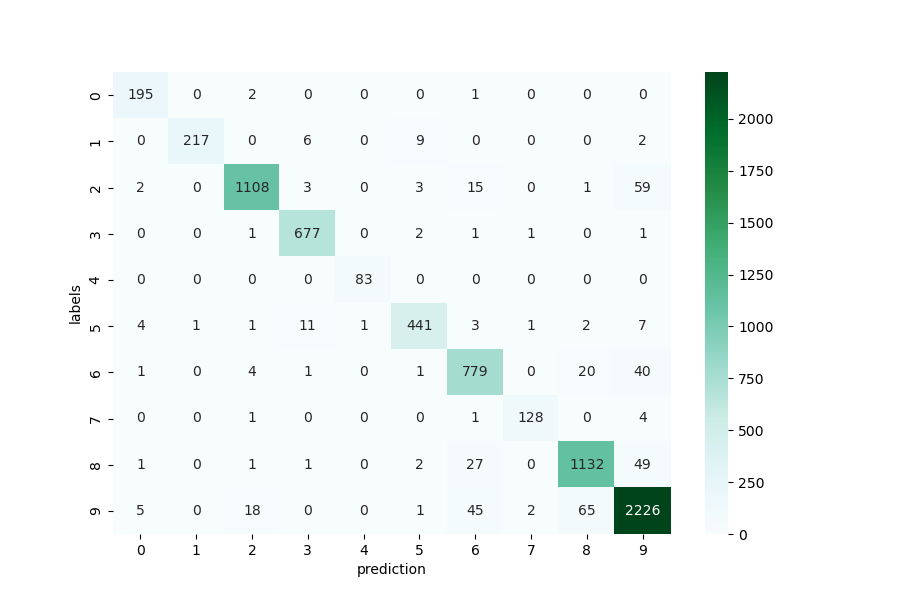 0 195 0 2 0 0 0 1 0 0 0
1 0 217 0 6 0 9 0 0 0 2
2 2 0 1108 3 0 3 15 0 1 59
3 0 0 1 677 0 2 1 1 0 1
4 0 0 0 0 83 0 0 0 0 0
5 4 1 1 11 1 441 3 1 2 7
6 1 0 4 1 0 1 779 0 20 40
7 0 0 1 0 0 0 1 128 0 4
8 1 0 1 1 0 2 27 0 1132 49
9 5 0 18 0 0 1 45 2 65 2226
0 1 2 3 4 5 6 7 8 9
prediction
labels
2000
1750
1500
1250
1000
750
500
250
0